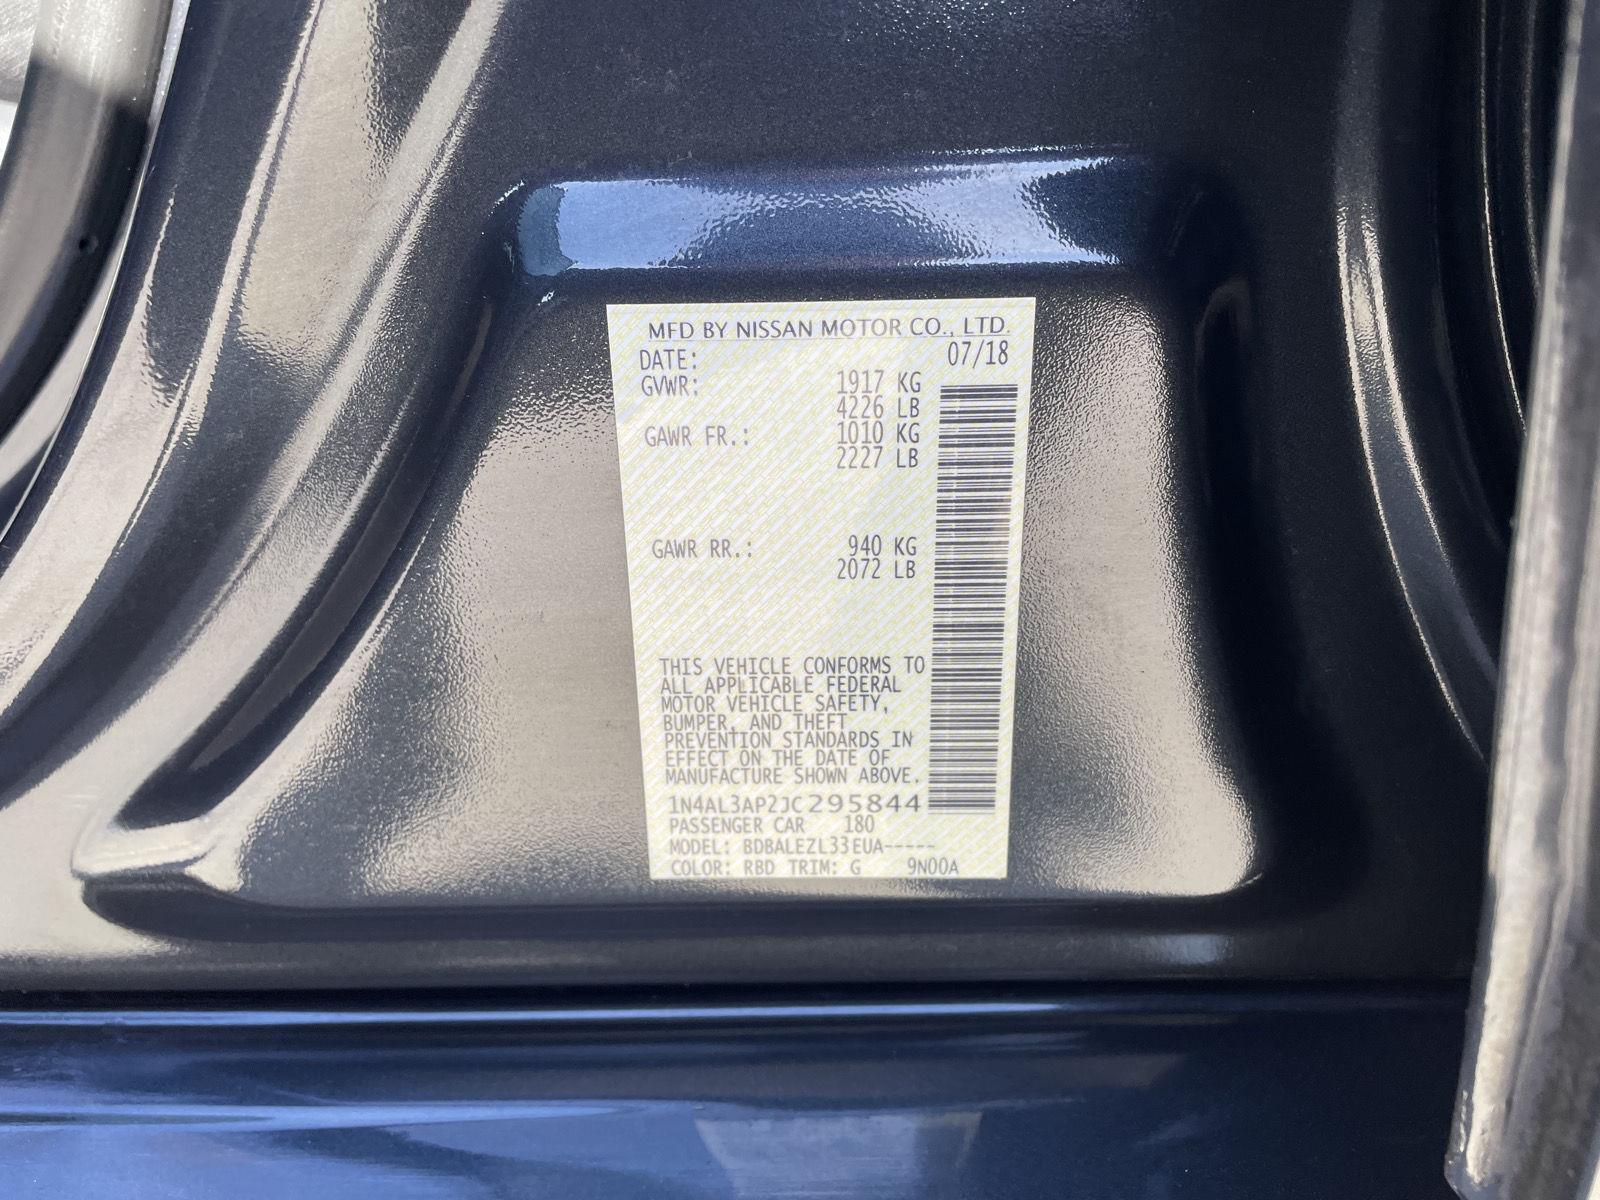 MFD BY NISSAN MOTOR CO., LTD.
DATE: 07/18
GVWR: 1917 KG
4226 LB
GAWR FR.: 1010 KG
2227 LB
GAWR RR.: 940 KG
2072 LB
THIS VEHICLE CONFORMS TO
ALL APPLICABLE FEDERAL
MOTOR VEHICLE SAFETY,
BUMPER, AND THEFT
PREVENTION STANDARDS IN
EFFECT ON THE DATE OF
MANUFACTURE SHOWN ABOVE.
1N4AL3AP2JC295844
PASSENGER CAR 180
MODEL: BDBALEZL33EUA-----
COLOR: RBD TRIM: G 9N00A